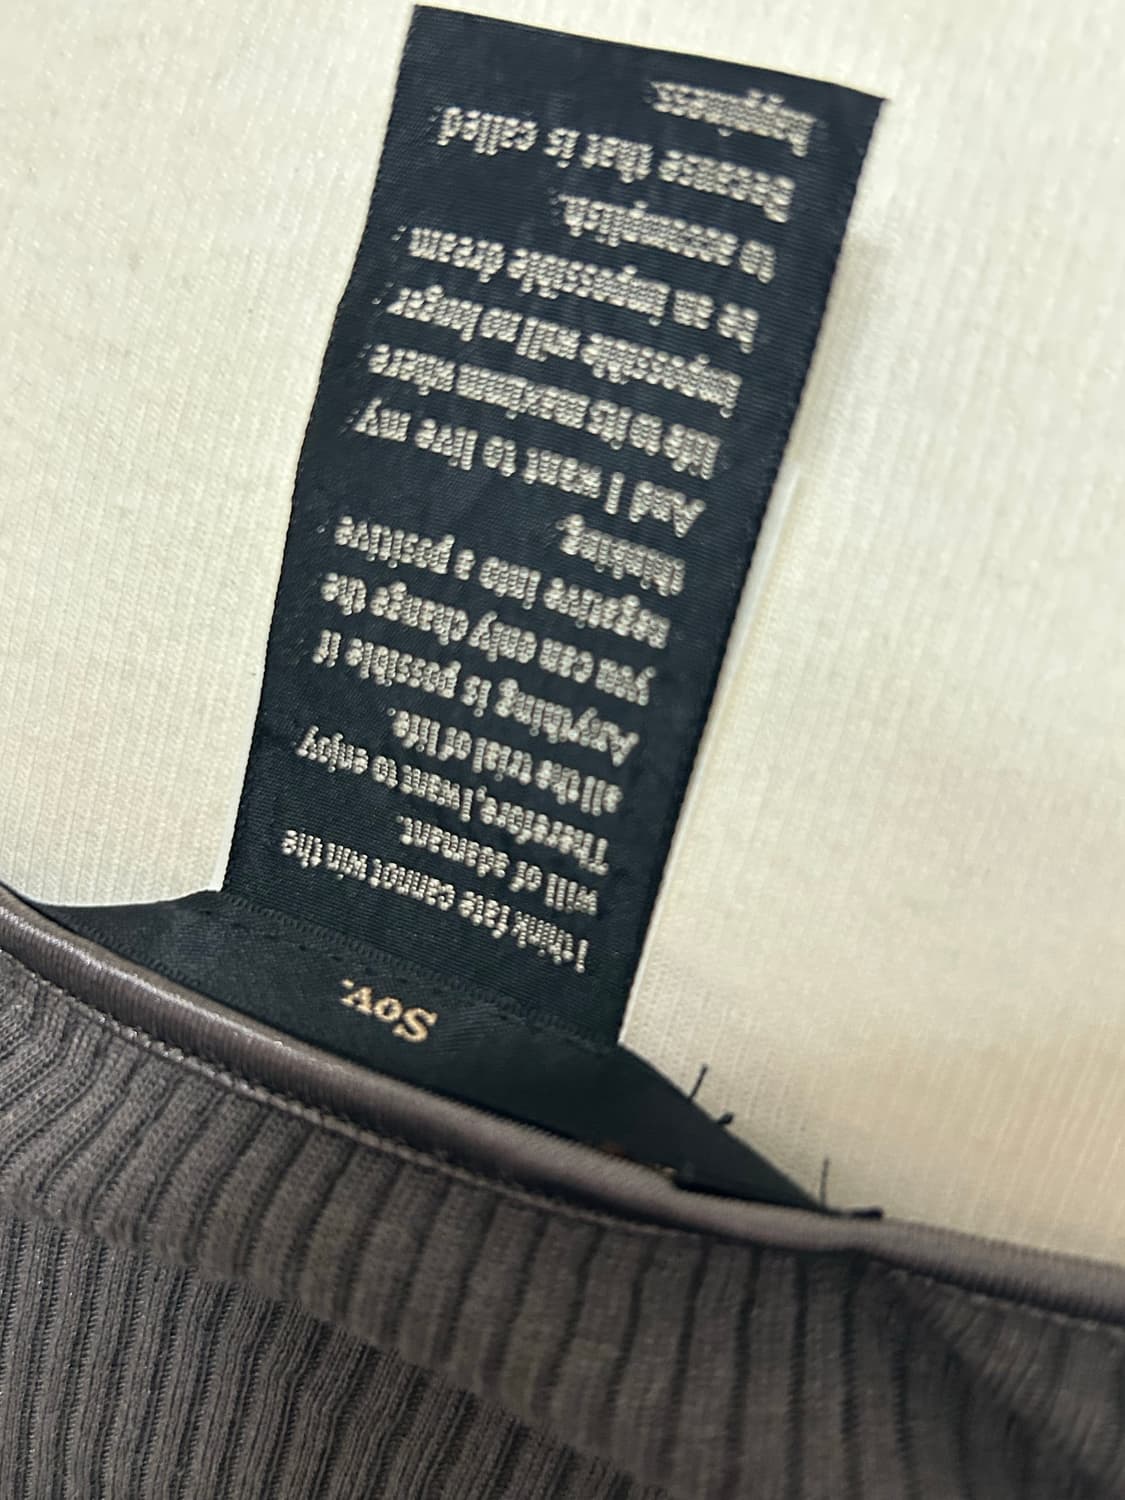 Sov.
I think fate cannot win the
will of adamant.
Therefore, I want to enjoy
all the trial of life.
Anything is possible if
you can only change the
negative into a positive
thinking.
And I want to live my
life to its maximum where
impossible will no longer
be an impossible dream
to accomplish.
Because that is called
happiness.